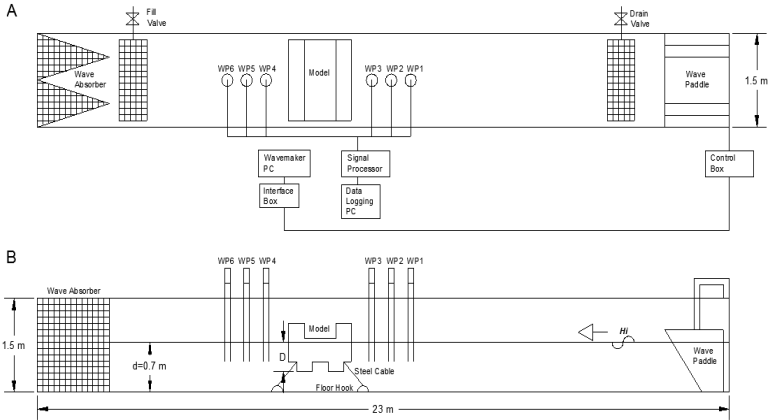 A
Fill
Valve
Drain
Valve
Wave
Absorber
WP6 WP5 WP4
Model
WP3 WP2 WP1
Wave
Paddle
1.5 m
Wavemaker
PC
Signal
Processor
Control
Box
Interface
Box
Data
Logging
PC
B
WP6 WP5 WP4
WP3 WP2 WP1
Wave Absorber
Model
Hi
1.5 m
d=0.7 m
D
Steel Cable
Wave
Paddle
Floor Hook
23 m